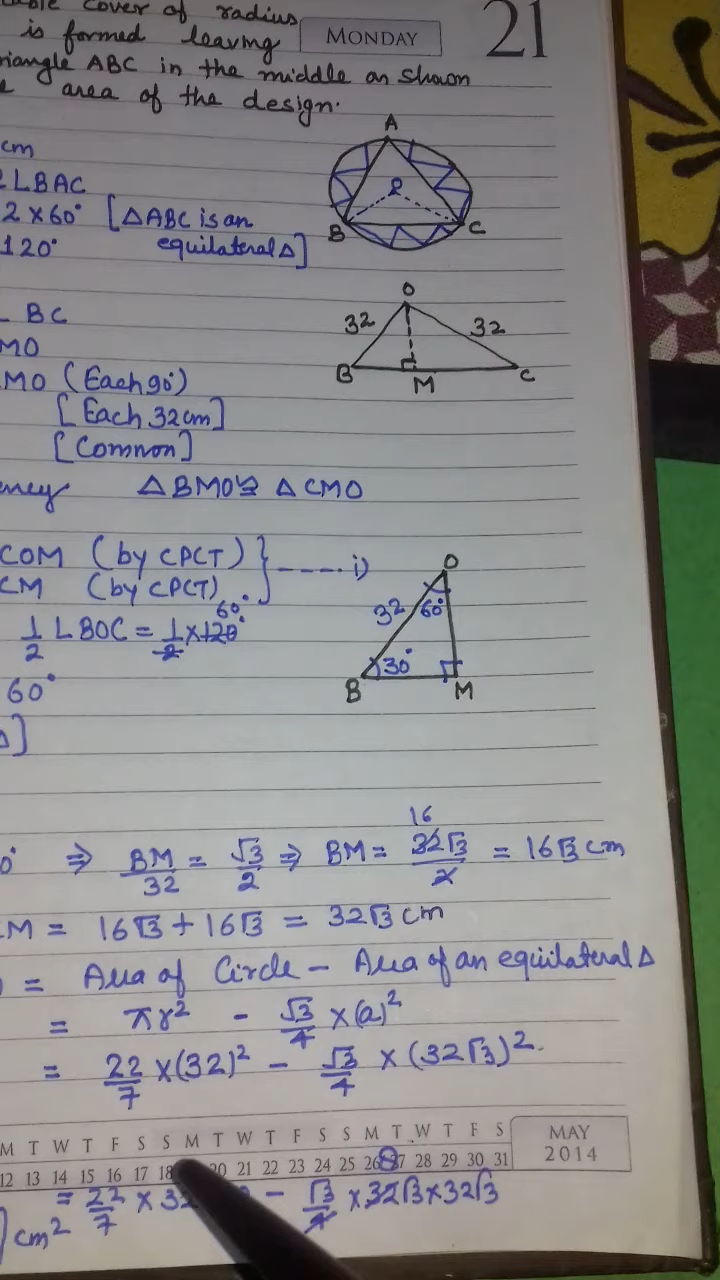 cover of radius
MONDAY
21
is formed leaving
ABC in the middle as shown
area of the design.
A
B
C
cm
∠BAC
2×60° [△ABC is an
120° equilateral△]
O
32
32
B
M
C
BC
MO
MO (Each 90°)
[Each 32cm]
[Common]
△BMO≅△CMO
COM (by CPCT) } -----i)
CM (by CPCT)
60°
1/2 ∠BOC = 1/2×120°
60°
O
32
60°
30°
B
M
0° ⇒ BM/32 = √3/2 ⇒ BM = 32√3/2 = 16√3 cm
16
M = 16√3 + 16√3 = 32√3 cm
= Area of Circle - Area of an equilateral △
= πr² - √3/4 ×(a)²
= 22/7 ×(32)² - √3/4 × (32√3)².
M T W T F S S M T W T F S S M T W T F S
12 13 14 15 16 17 18 20 21 22 23 24 25 26 27 28 29 30 31
MAY
2014
= 22/7 × 32 - √3/4 ×32√3×32√3
cm²